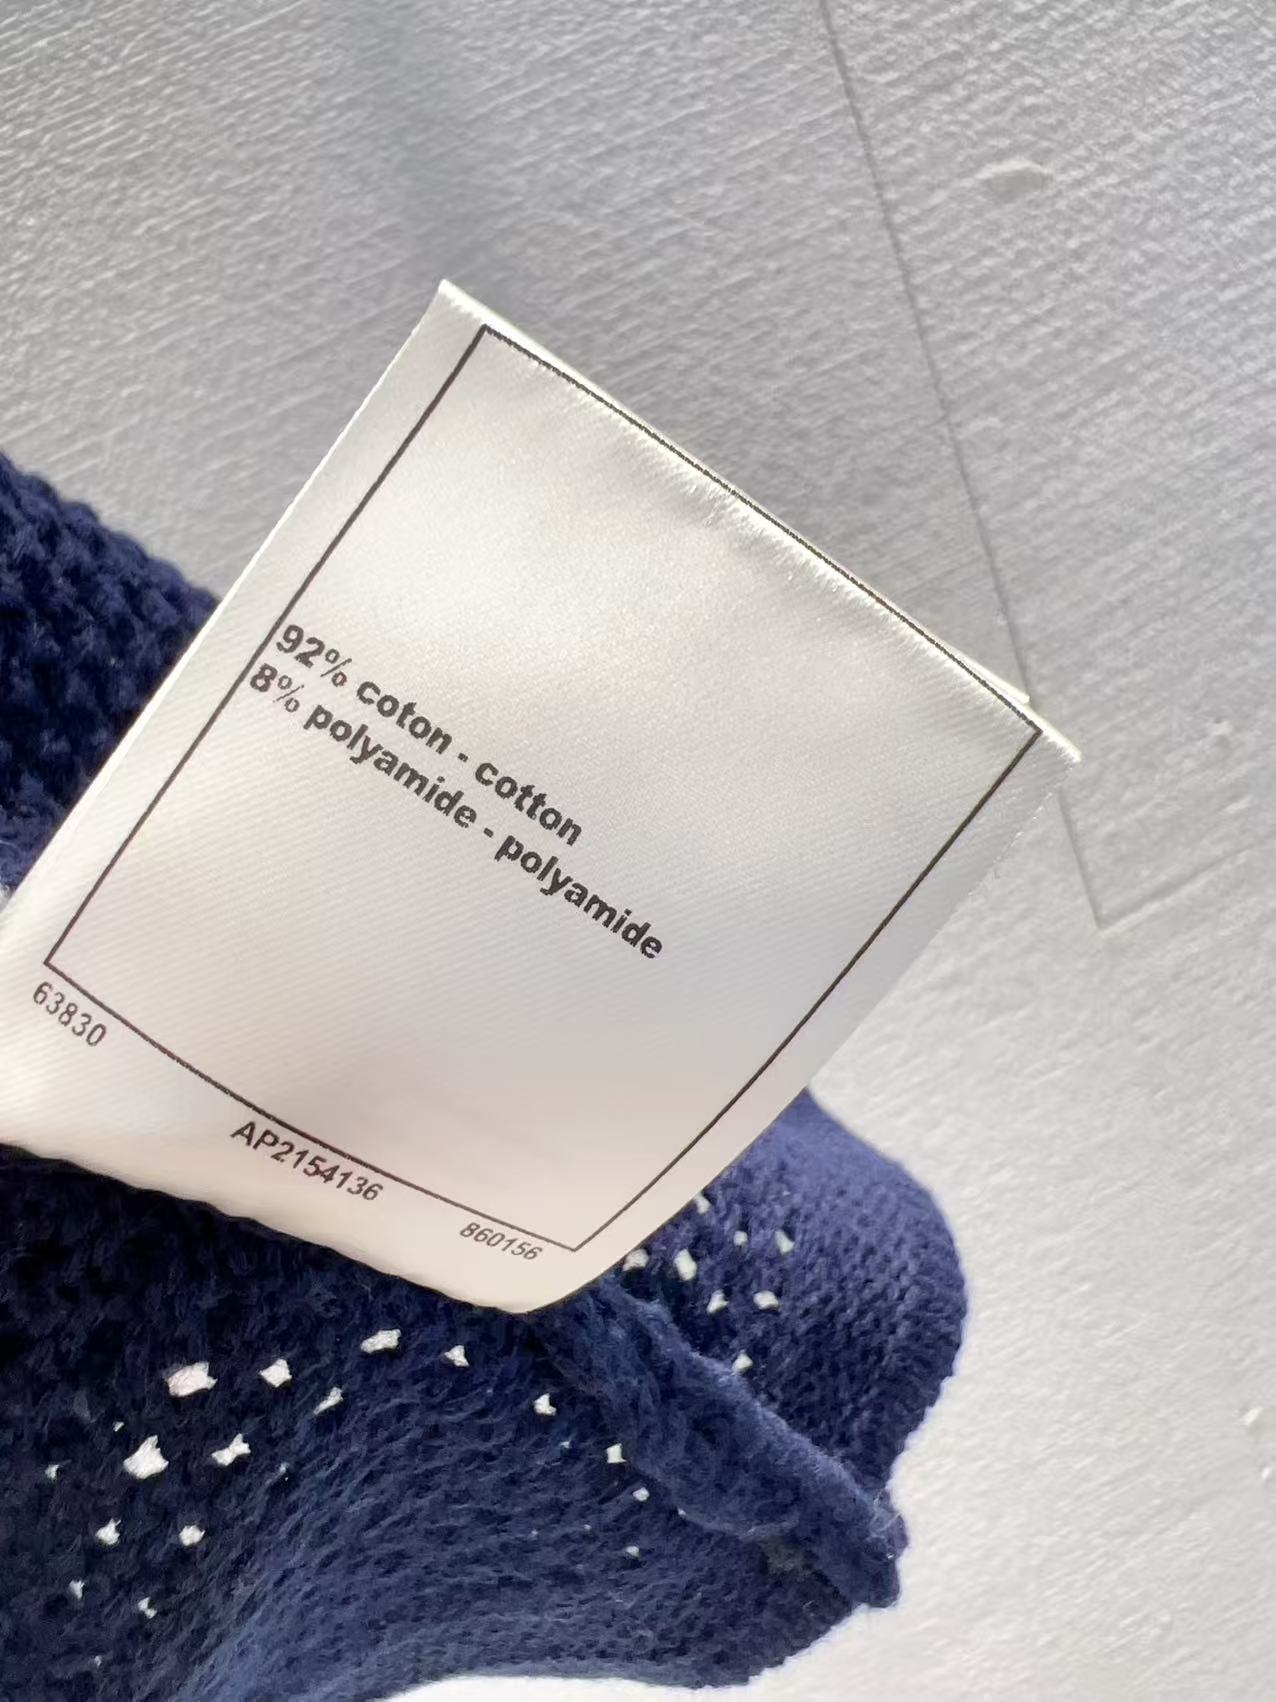 92% coton - cotton
8% polyamide - polyamide
63830
AP2154136
860156